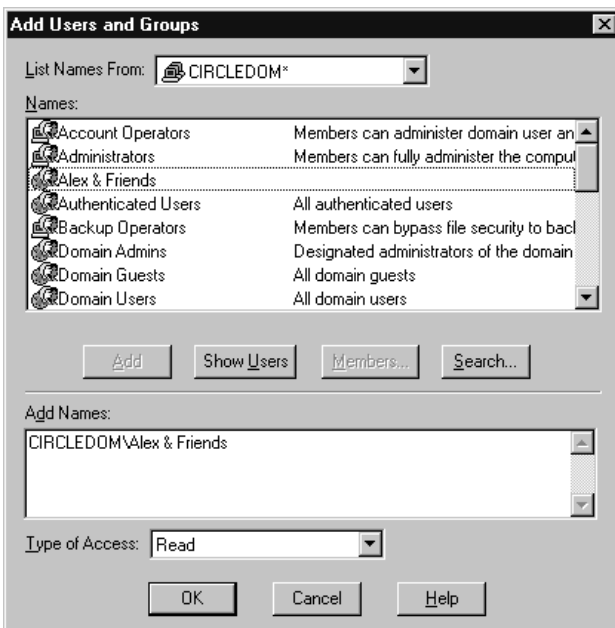 Add Users and Groups
List Names From: CIRCLEDOM*
Names:
Account Operators Members can administer domain user an
Administrators Members can fully administer the comput
Alex & Friends
Authenticated Users All authenticated users
Backup Operators Members can bypass file security to bac
Domain Admins Designated administrators of the domain
Domain Guests All domain guests
Domain Users All domain users
Add Show Users Members... Search...
Add Names:
CIRCLEDOM\Alex & Friends
Type of Access: Read
OK Cancel Help